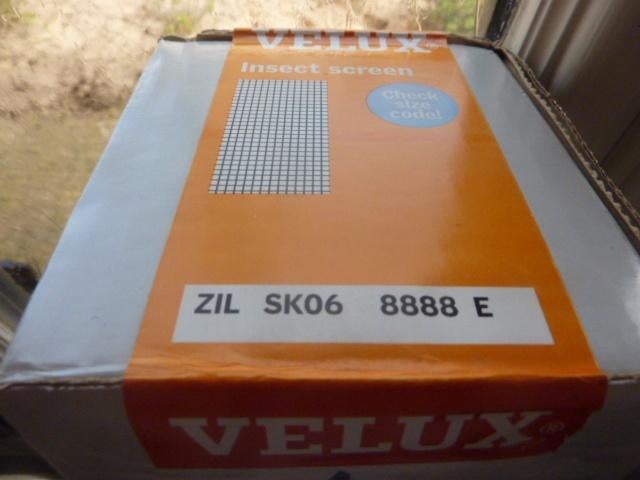 VELUX®
Insect screen
Check
size
code!
ZIL SK06 8888 E
VELUX®